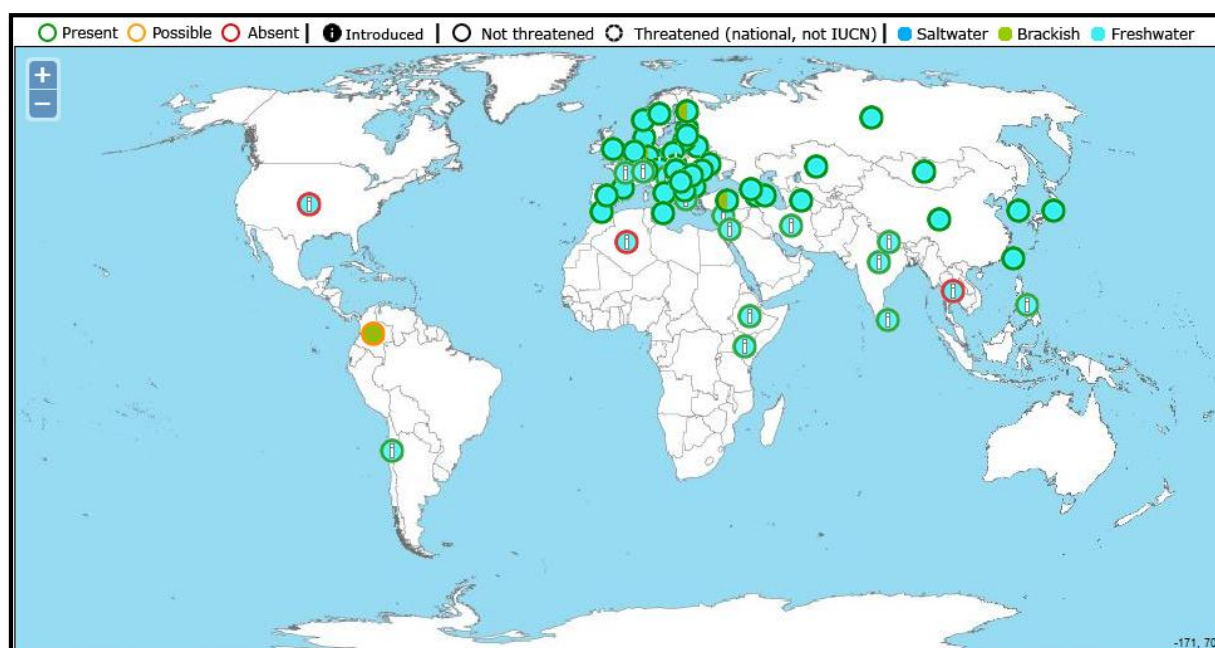 Present Possible Absent | i Introduced Not threatened Threatened (national, not IUCN) | Saltwater Brackish Freshwater
+
−
-171, 70